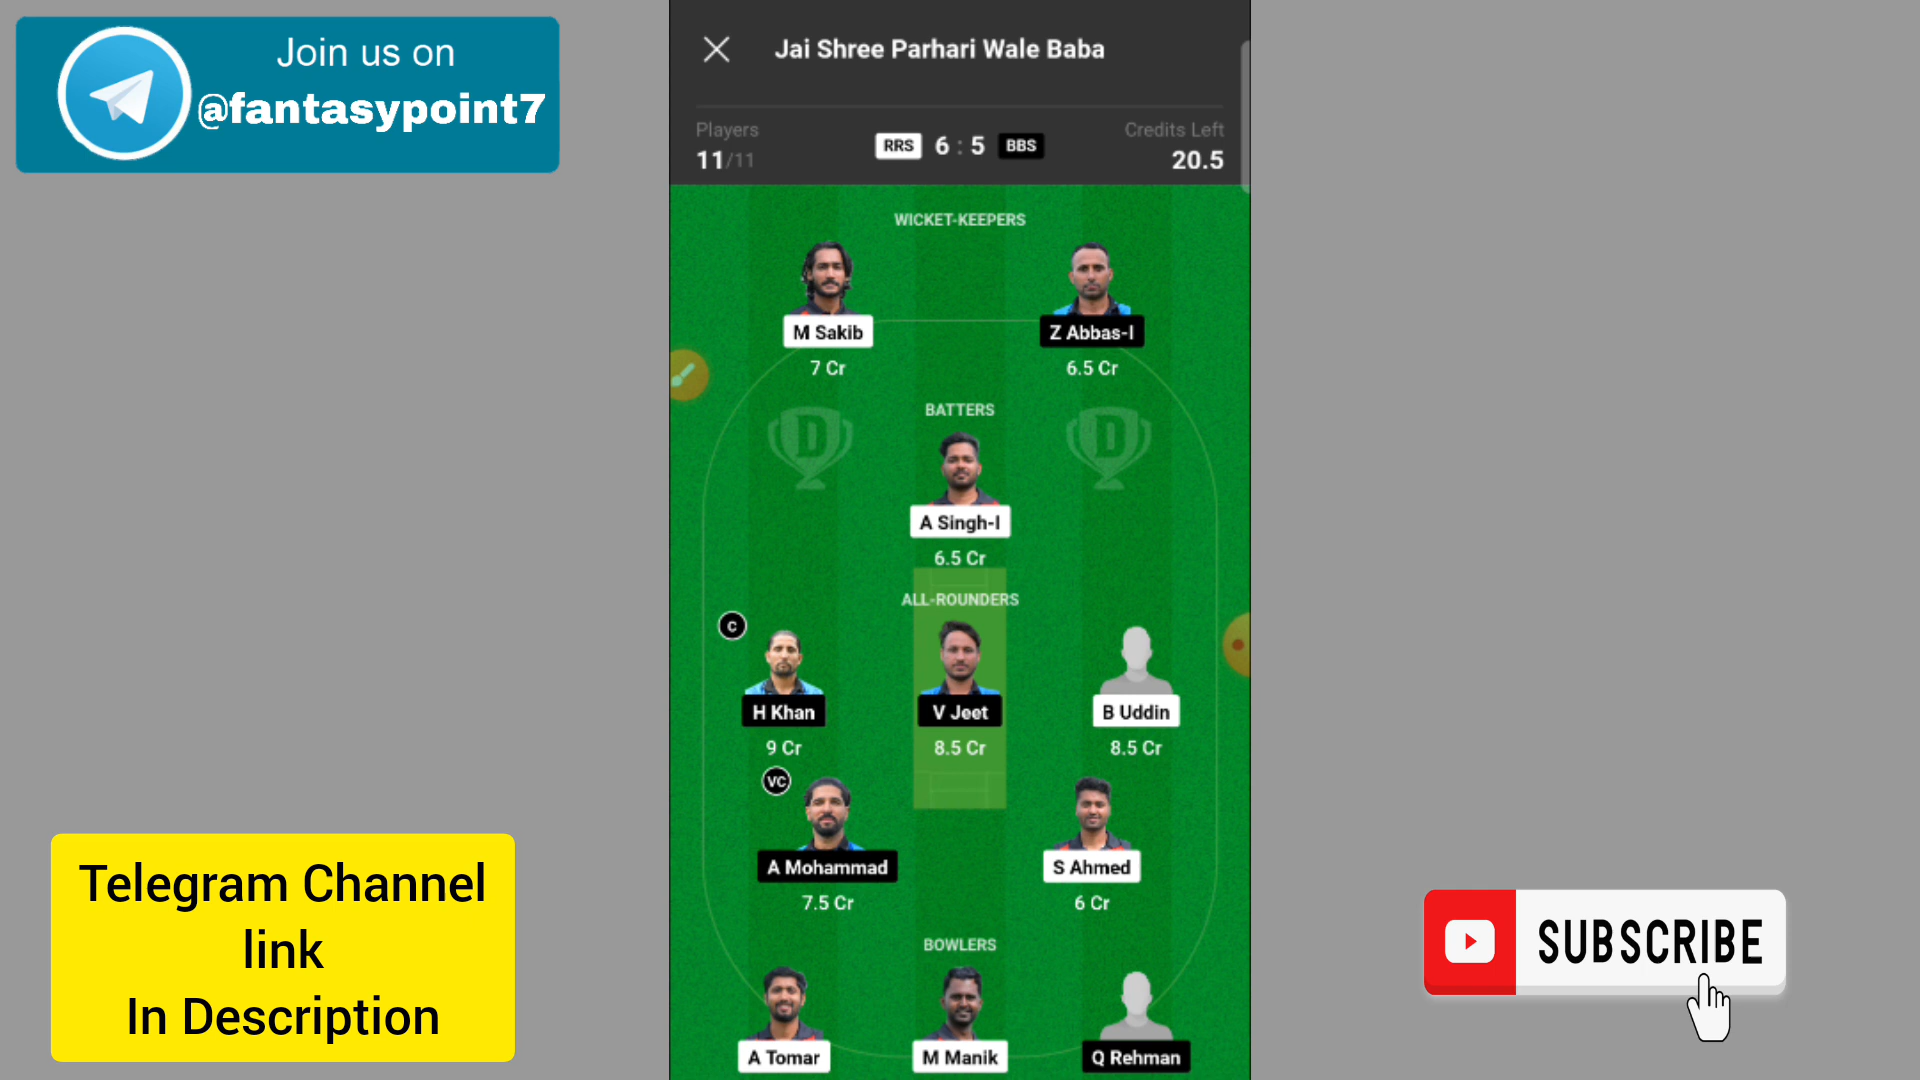 Join us on
@fantasypoint7
Jai Shree Parhari Wale Baba
Players
11/11
RRS 6 : 5 BBS
Credits Left
20.5
WICKET-KEEPERS
M Sakib
7 Cr
Z Abbas-I
6.5 Cr
BATTERS
D
D
A Singh-I
6.5 Cr
ALL-ROUNDERS
C
H Khan
9 Cr
V Jeet
8.5 Cr
B Uddin
8.5 Cr
VC
A Mohammad
7.5 Cr
S Ahmed
6 Cr
BOWLERS
A Tomar
M Manik
Q Rehman
Telegram Channel
link
In Description
SUBSCRIBE